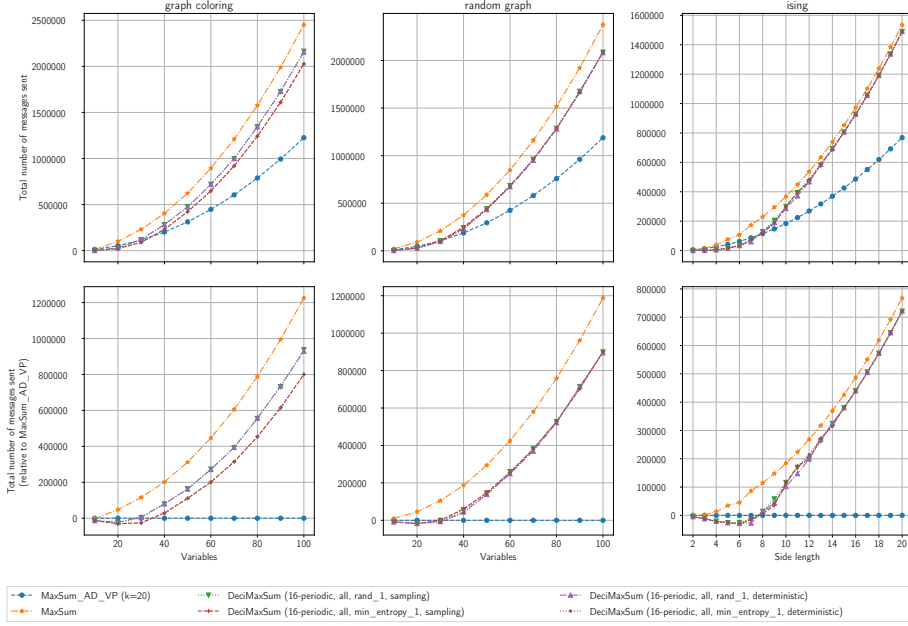 graph coloring
random graph
ising
Total number of messages sent
2500000
2000000
1500000
1000000
500000
0
2000000
1500000
1000000
500000
0
1600000
1400000
1200000
1000000
800000
600000
400000
200000
0
Total number of messages sent
(relative to MaxSum_AD_VP)
1200000
1000000
800000
600000
400000
200000
0
20 40 60 80 100
Variables
1200000
1000000
800000
600000
400000
200000
0
20 40 60 80 100
Variables
800000
700000
600000
500000
400000
300000
200000
100000
0
2 4 6 8 10 12 14 16 18 20
Side length
MaxSum_AD_VP (k=20)
MaxSum
DeciMaxSum (16-periodic, all, rand_1, sampling)
DeciMaxSum (16-periodic, all, min_entropy_1, sampling)
DeciMaxSum (16-periodic, all, rand_1, deterministic)
DeciMaxSum (16-periodic, all, min_entropy_1, deterministic)